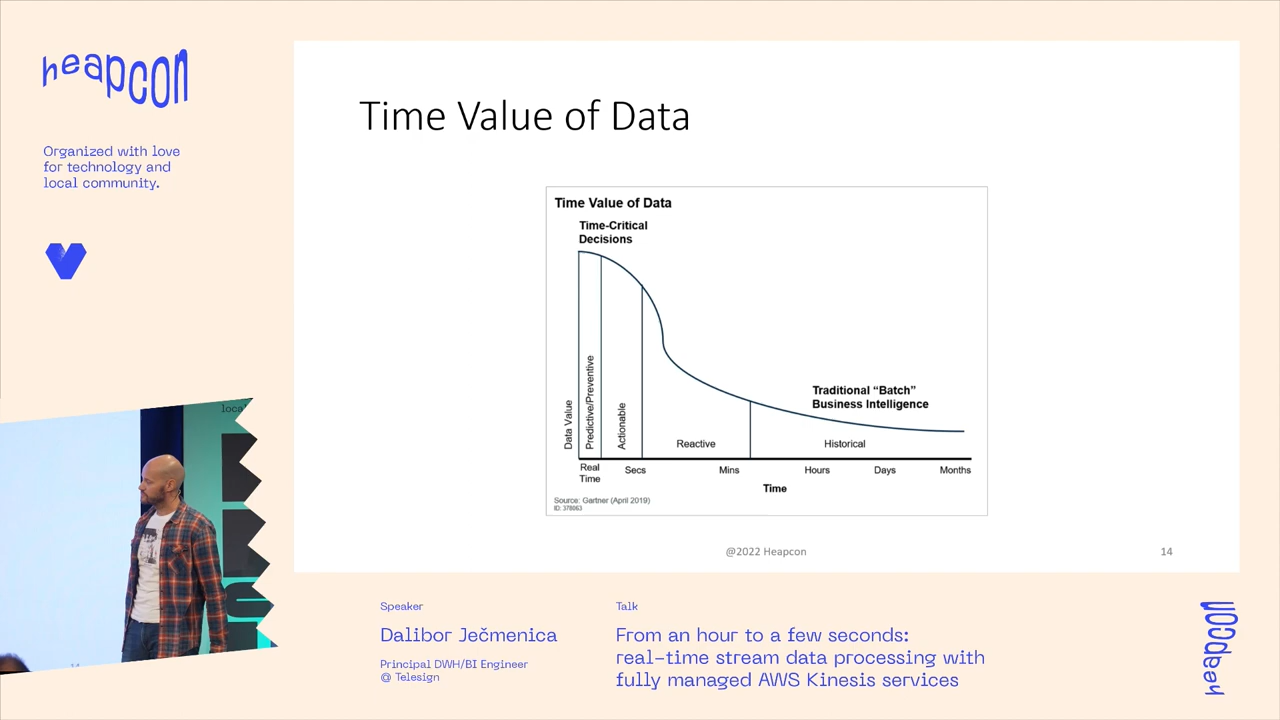 heapcon
Organized with love
for technology and
local community.
Time Value of Data
Time Value of Data
Time-Critical
Decisions
Data Value
Predictive/Preventive
Actionable
Reactive
Historical
Traditional “Batch”
Business Intelligence
Real
Time
Secs
Mins
Hours
Days
Months
Time
Source: Gartner (April 2019)
ID: 378063
@2022 Heapcon
14
local
Speaker
Dalibor Ječmenica
Principal DWH/BI Engineer
@ Telesign
Talk
From an hour to a few seconds:
real-time stream data processing with
fully managed AWS Kinesis services
heapcon